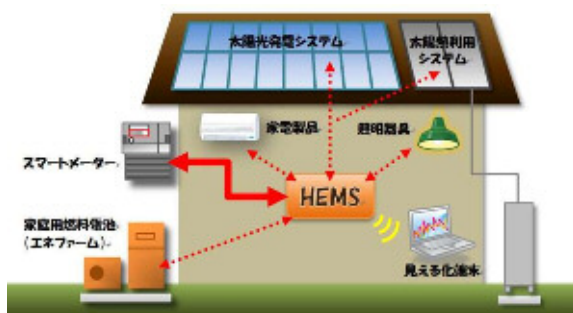 太陽光発電システム
太陽熱利用
システム
家電製品
照明器具
スマートメーター
HEMS
家庭用燃料電池
(エネファーム)
見える化端末